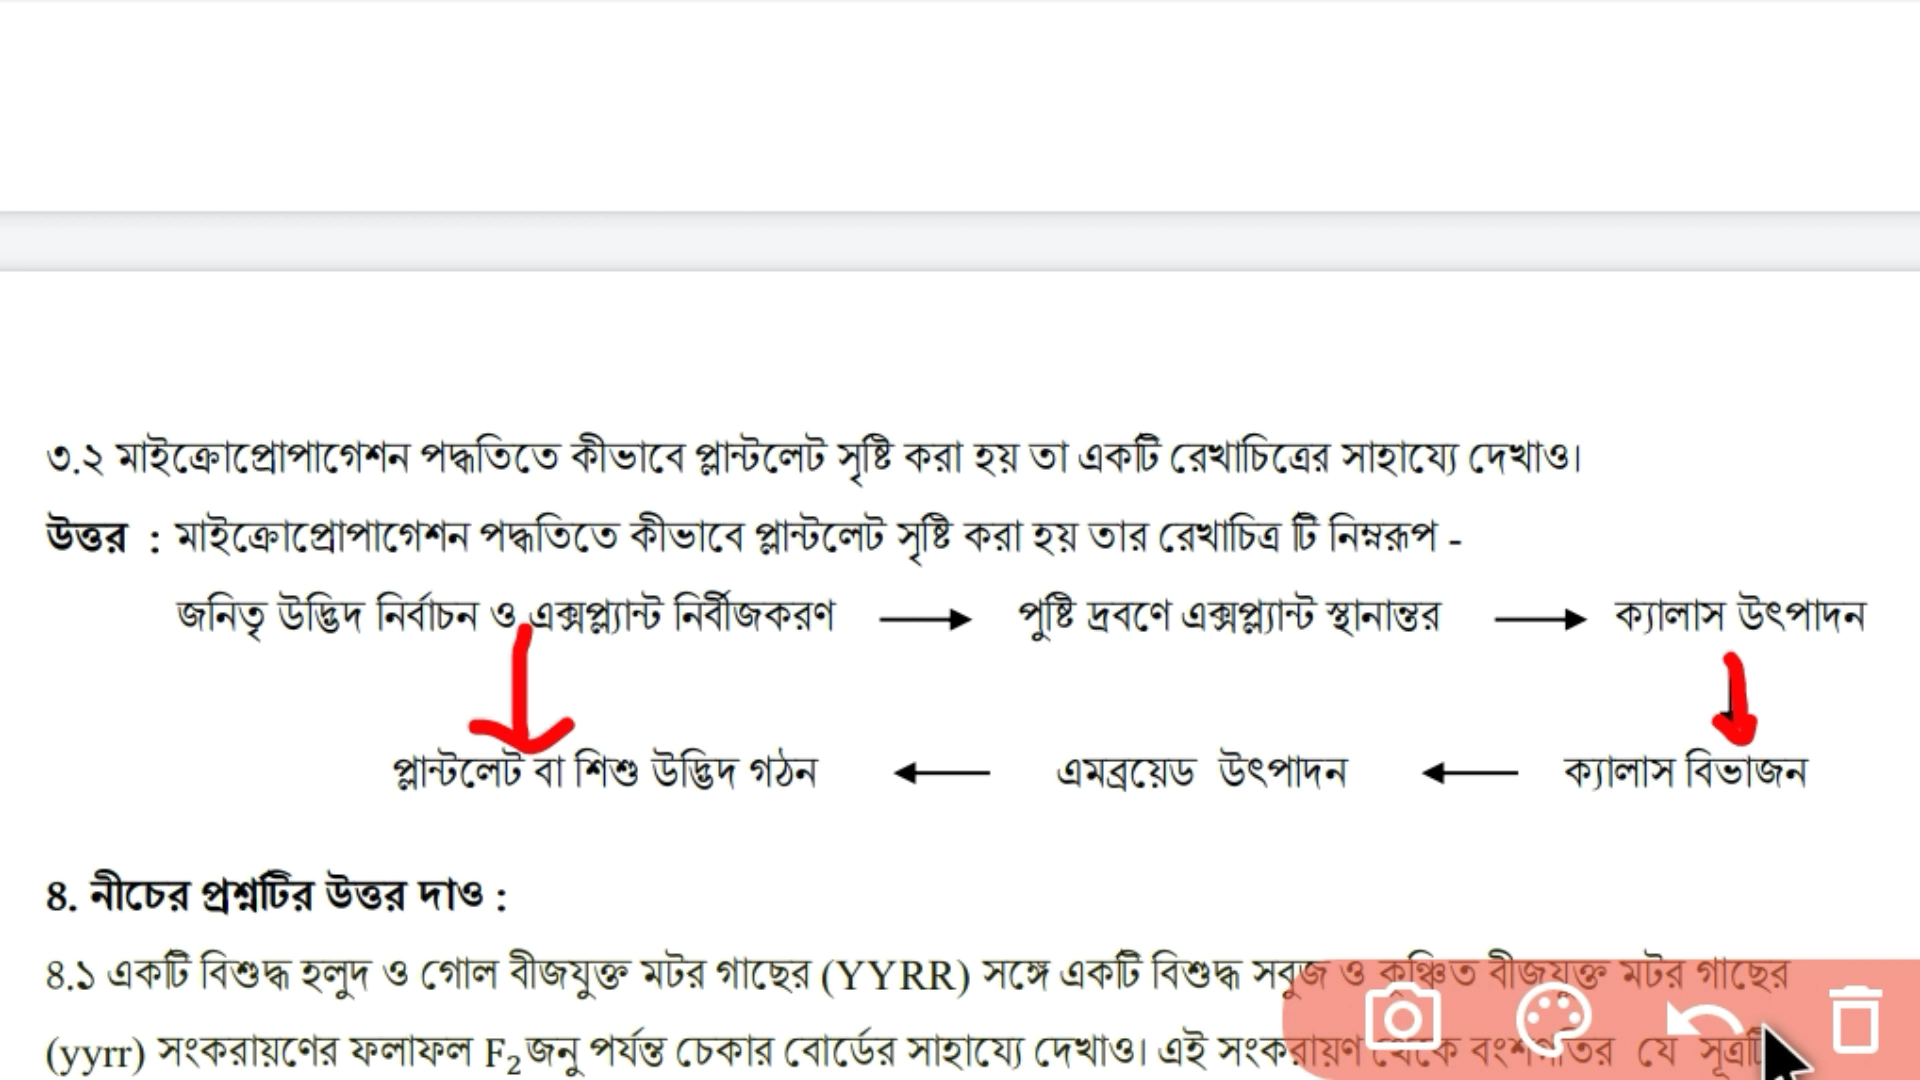 ৩.২ মাইক্রোপ্রোপাগেশন পদ্ধতিতে কীভাবে প্লান্টলেট সৃষ্টি করা হয় তা একটি রেখাচিত্রের সাহায্যে দেখাও।
উত্তর : মাইক্রোপ্রোপাগেশন পদ্ধতিতে কীভাবে প্লান্টলেট সৃষ্টি করা হয় তার রেখাচিত্র টি নিম্নরূপ -
জনিতৃ উদ্ভিদ নির্বাচন ও এক্সপ্ল্যান্ট নির্বীজকরণ ⟶ পুষ্টি দ্রবণে এক্সপ্ল্যান্ট স্থানান্তর ⟶ ক্যালাস উৎপাদন
প্লান্টলেট বা শিশু উদ্ভিদ গঠন ⟵ এমব্রয়েড উৎপাদন ⟵ ক্যালাস বিভাজন
৪. নীচের প্রশ্নটির উত্তর দাও :
৪.১ একটি বিশুদ্ধ হলুদ ও গোল বীজযুক্ত মটর গাছের (YYRR) সঙ্গে একটি বিশুদ্ধ সবুজ ও কুঞ্চিত বীজযুক্ত মটর গাছের
(yyrr) সংকরায়ণের ফলাফল F₂ জনু পর্যন্ত চেকার বোর্ডের সাহায্যে দেখাও। এই সংকরায়ণ থেকে বংশগতির যে সূত্রটি